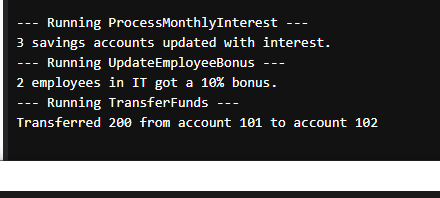 --- Running ProcessMonthlyInterest ---
3 savings accounts updated with interest.
--- Running UpdateEmployeeBonus ---
2 employees in IT got a 10% bonus.
--- Running TransferFunds ---
Transferred 200 from account 101 to account 102